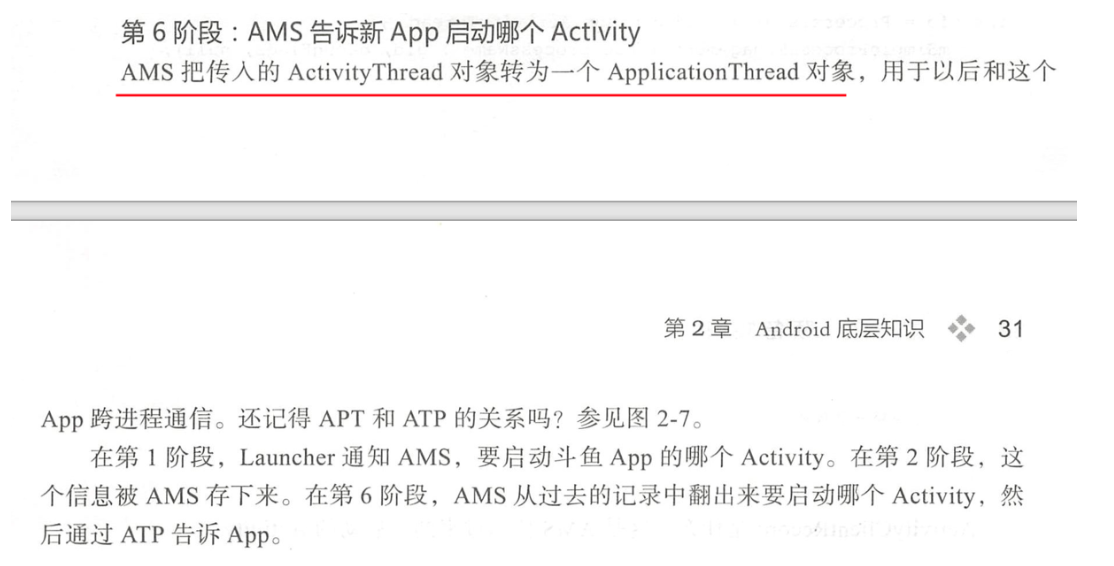 第 6 阶段：AMS 告诉新 App 启动哪个 Activity
AMS 把传入的 ActivityThread 对象转为一个 ApplicationThread 对象，用于以后和这个
第 2 章 Android 底层知识 31
App 跨进程通信。还记得 APT 和 ATP 的关系吗？参见图 2-7。
在第 1 阶段，Launcher 通知 AMS，要启动斗鱼 App 的哪个 Activity。在第 2 阶段，这
个信息被 AMS 存下来。在第 6 阶段，AMS 从过去的记录中翻出来要启动哪个 Activity，然
后通过 ATP 告诉 App。